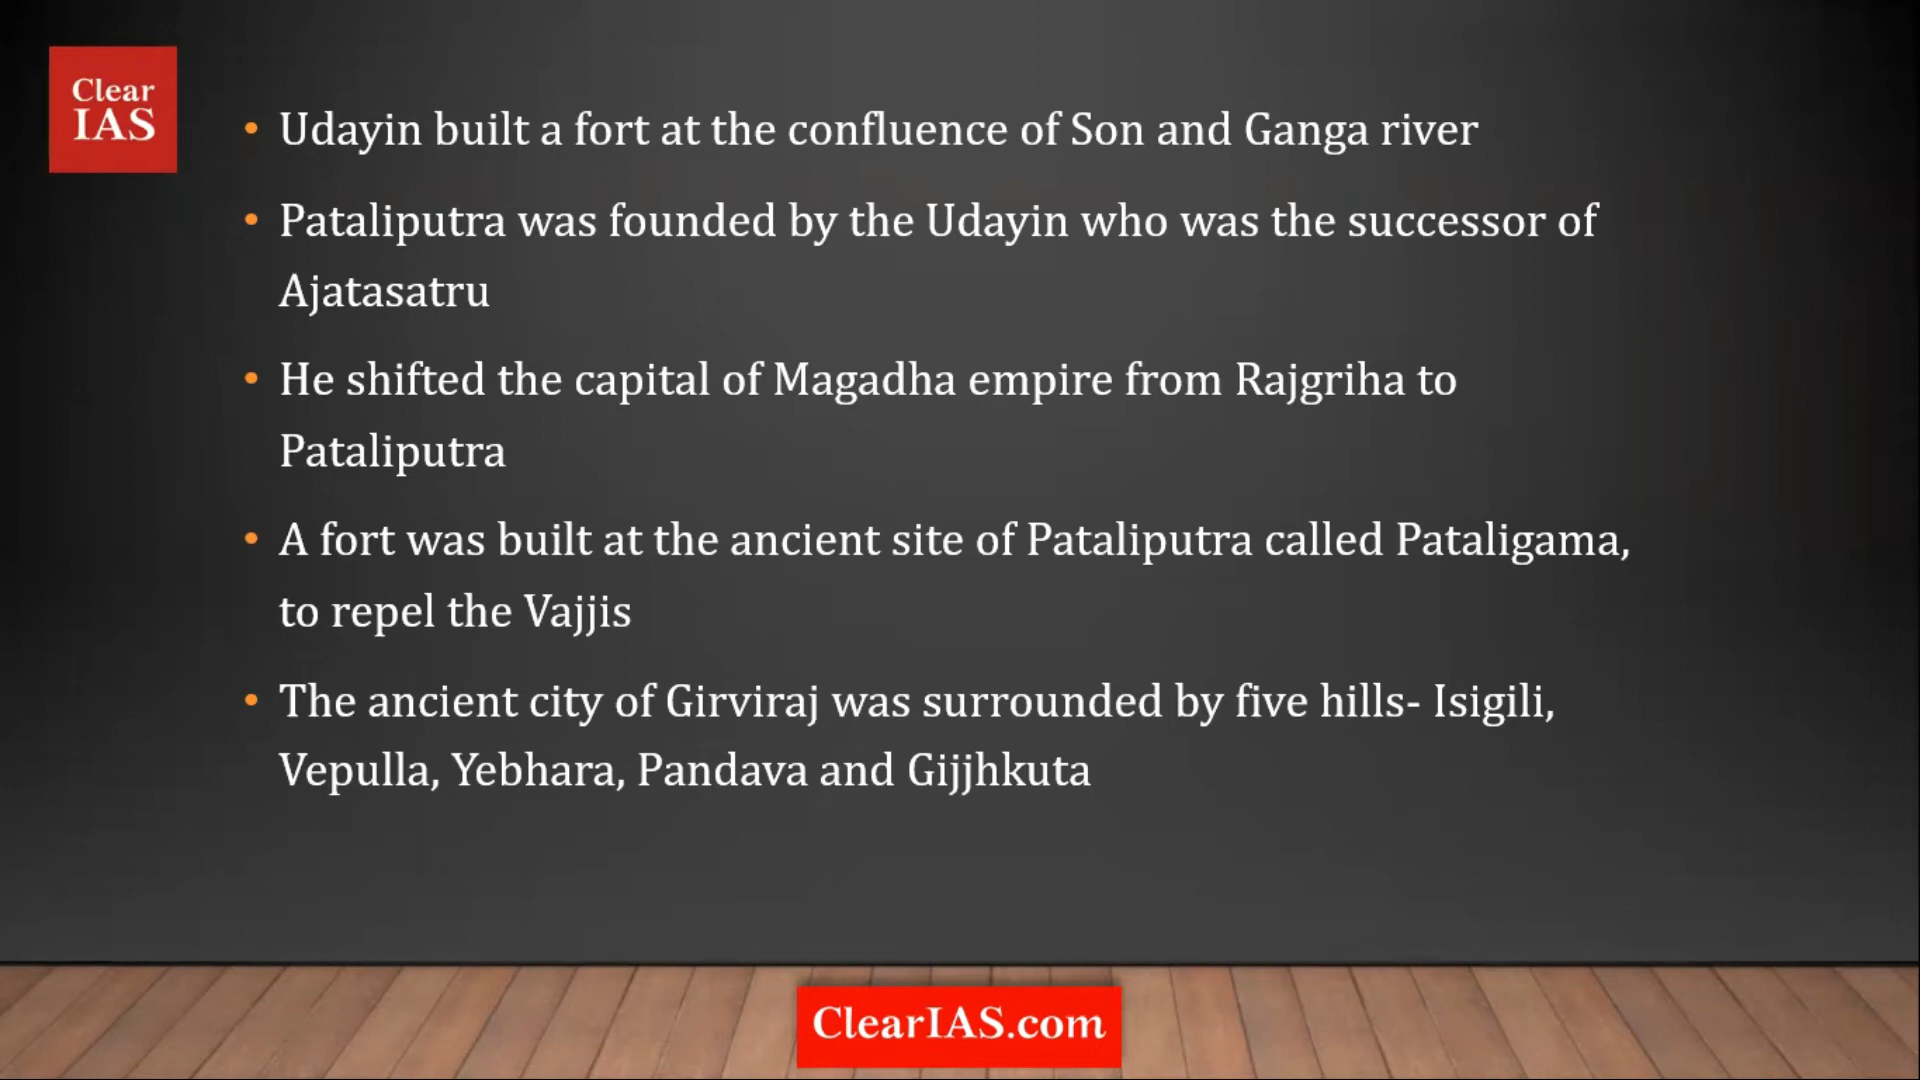 Clear
IAS
• Udayin built a fort at the confluence of Son and Ganga river
• Pataliputra was founded by the Udayin who was the successor of
Ajatasatru
• He shifted the capital of Magadha empire from Rajgriha to
Pataliputra
• A fort was built at the ancient site of Pataliputra called Pataligama,
to repel the Vajjis
• The ancient city of Girviraj was surrounded by five hills- Isigili,
Vepulla, Yebhara, Pandava and Gijjhkuta
ClearIAS.com